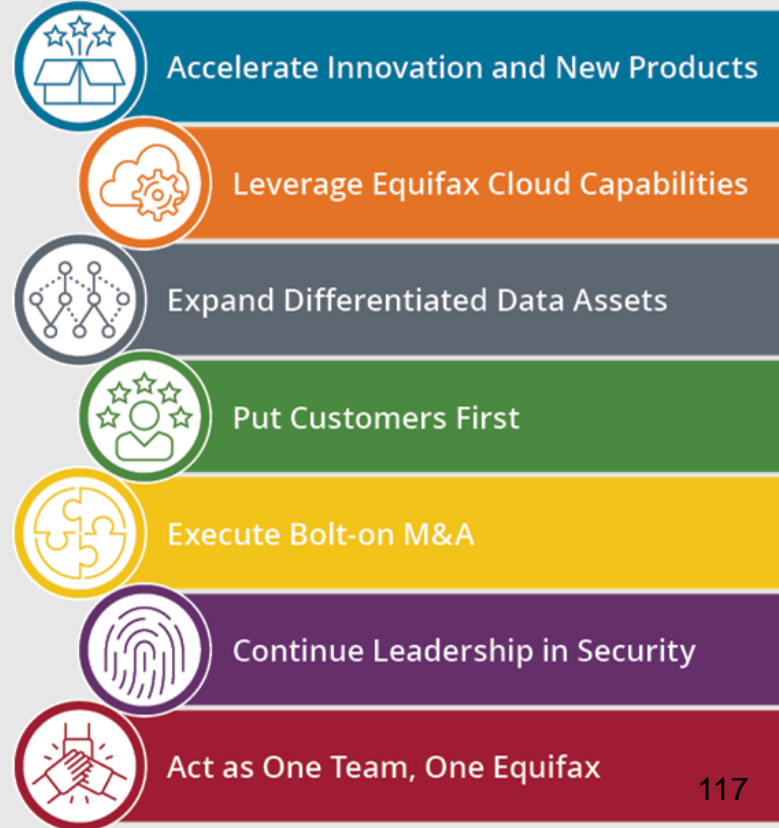 Accelerate Innovation and New Products
Leverage Equifax Cloud Capabilities
Expand Differentiated Data Assets
Put Customers First
Execute Bolt-on M&A
Continue Leadership in Security
Act as One Team, One Equifax
117